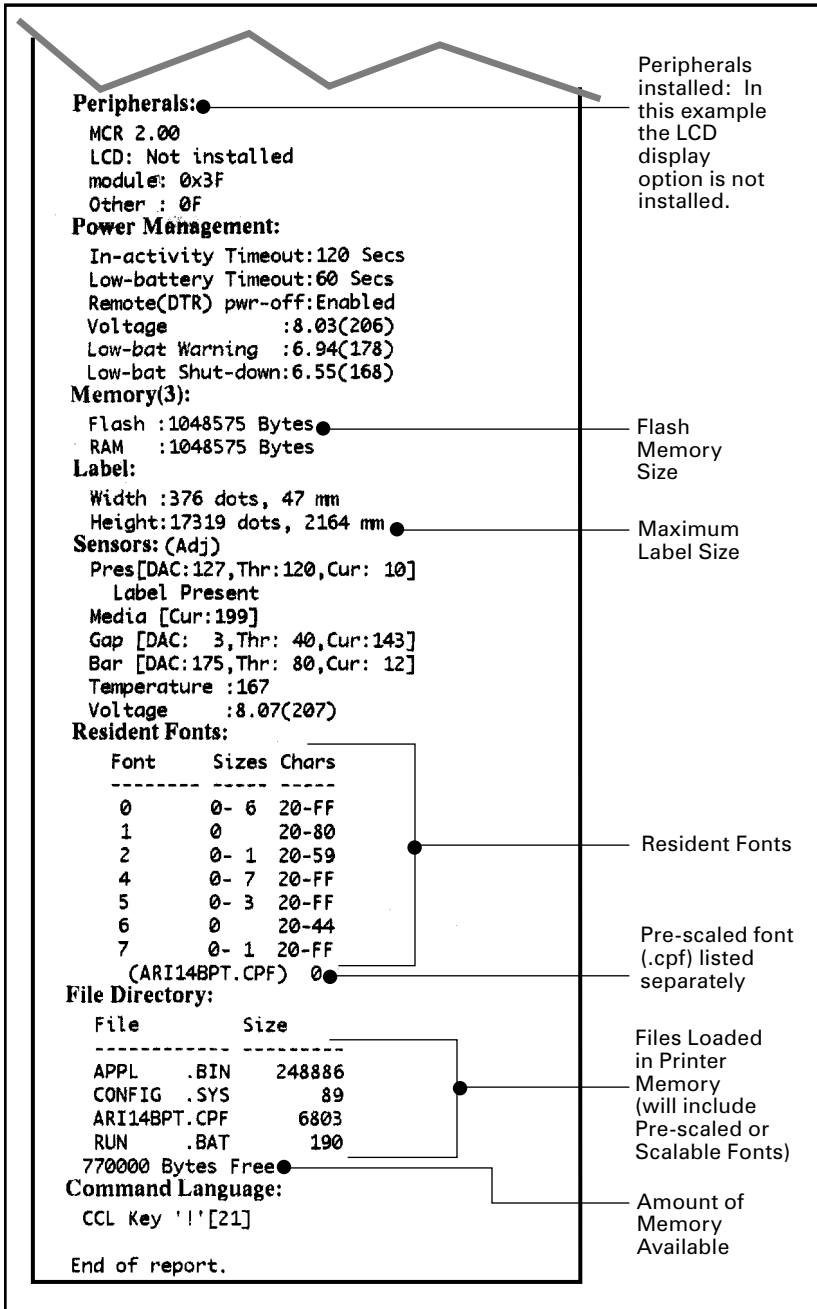 Peripherals:
MCR 2.00
LCD: Not installed
module: 0x3F
Other : 0F
Power Management:
In-activity Timeout:120 Secs
Low-battery Timeout:60 Secs
Remote(DTR) pwr-off:Enabled
Voltage :8.03(206)
Low-bat Warning :6.94(178)
Low-bat Shut-down:6.55(168)
Memory(3):
Flash :1048575 Bytes
RAM :1048575 Bytes
Label:
Width :376 dots, 47 mm
Height:17319 dots, 2164 mm
Sensors: (Adj)
Pres[DAC:127,Thr:120,Cur: 10]
Label Present
Media [Cur:199]
Gap [DAC: 3,Thr: 40,Cur:143]
Bar [DAC:175,Thr: 80,Cur: 12]
Temperature :167
Voltage :8.07(207)
Resident Fonts:
Font Sizes Chars
-------- ----- -----
0 0- 6 20-FF
1 0 20-80
2 0- 1 20-59
4 0- 7 20-FF
5 0- 3 20-FF
6 0 20-44
7 0- 1 20-FF
(ARI14BPT.CPF) 0
File Directory:
File Size
------------ ---------
APPL .BIN 248886
CONFIG .SYS 89
ARI14BPT.CPF 6803
RUN .BAT 190
770000 Bytes Free
Command Language:
CCL Key '!'[21]
End of report.
Peripherals
installed: In
this example
the LCD
display
option is not
installed.
Flash
Memory
Size
Maximum
Label Size
Resident Fonts
Pre-scaled font
(.cpf) listed
separately
Files Loaded
in Printer
Memory
(will include
Pre-scaled or
Scalable Fonts)
Amount of
Memory
Available